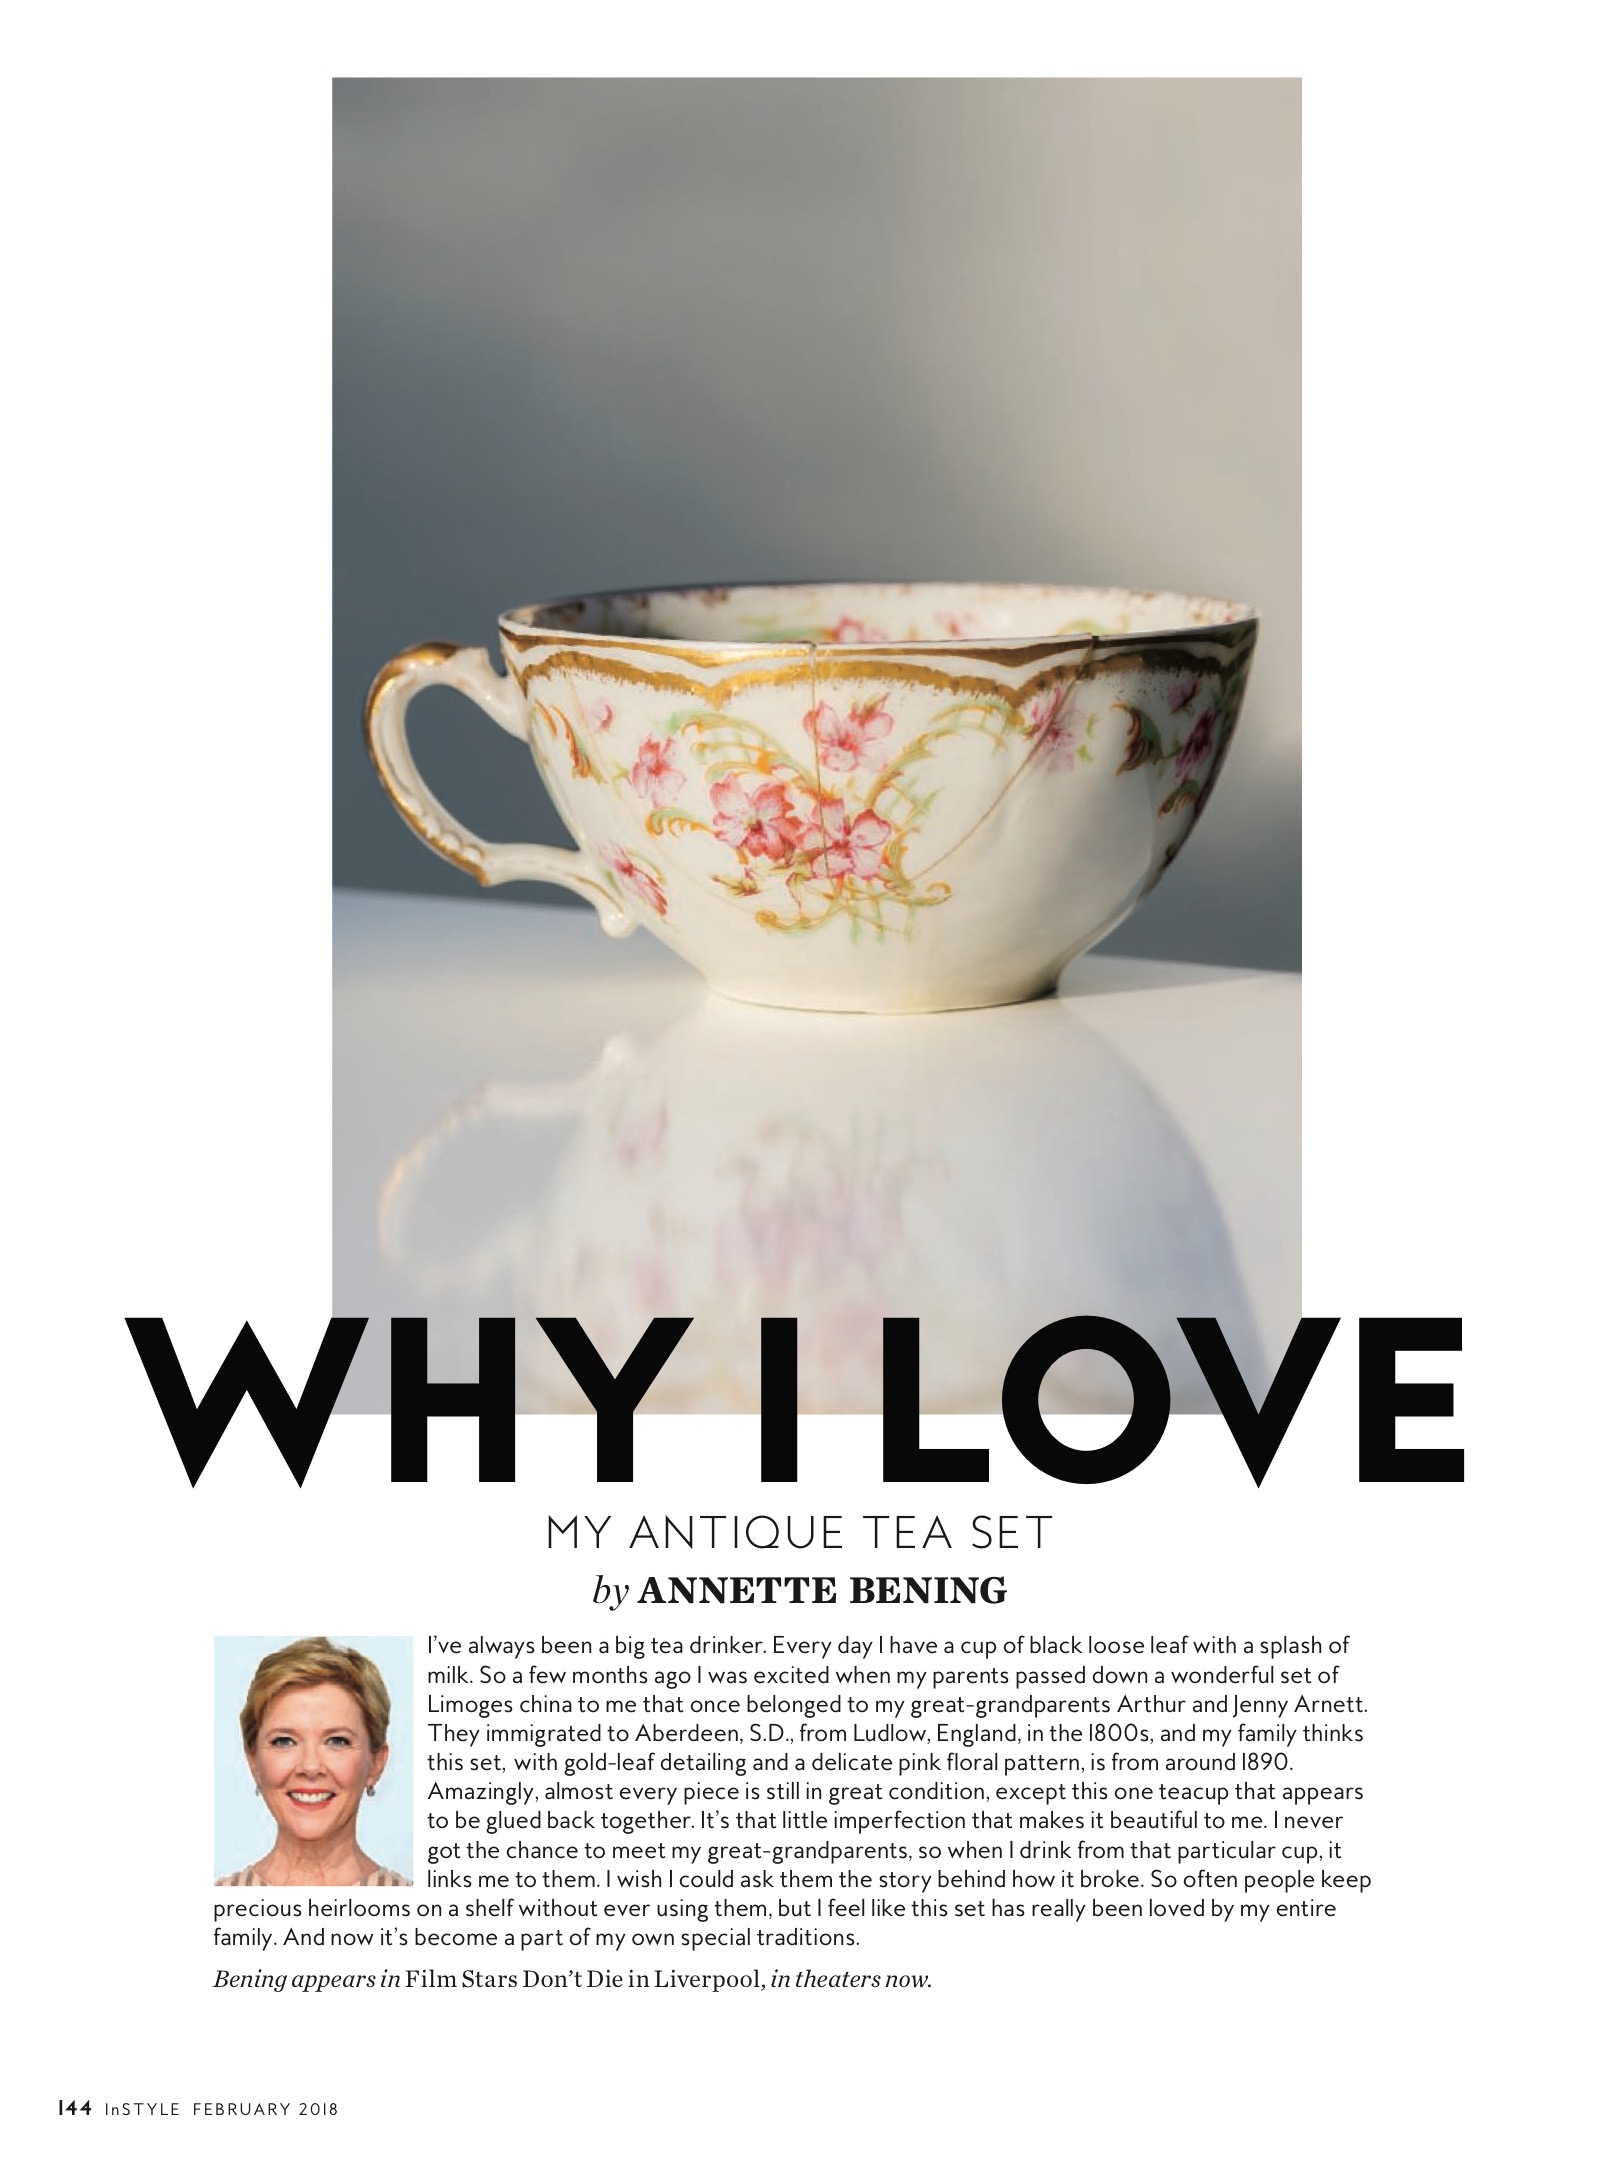 WHY I LOVE
MY ANTIQUE TEA SET
by ANNETTE BENING
I've always been a big tea drinker. Every day I have a cup of black loose leaf with a splash of
milk. So a few months ago I was excited when my parents passed down a wonderful set of
Limoges china to me that once belonged to my great-grandparents Arthur and Jenny Arnett.
They immigrated to Aberdeen, S.D., from Ludlow, England, in the 1800s, and my family thinks
this set, with gold-leaf detailing and a delicate pink floral pattern, is from around 1890.
Amazingly, almost every piece is still in great condition, except this one teacup that appears
to be glued back together. It's that little imperfection that makes it beautiful to me. I never
got the chance to meet my great-grandparents, so when I drink from that particular cup, it
links me to them. I wish I could ask them the story behind how it broke. So often people keep
precious heirlooms on a shelf without ever using them, but I feel like this set has really been loved by my entire
family. And now it's become a part of my own special traditions.
Bening appears in Film Stars Don't Die in Liverpool, in theaters now.
144 InSTYLE FEBRUARY 2018